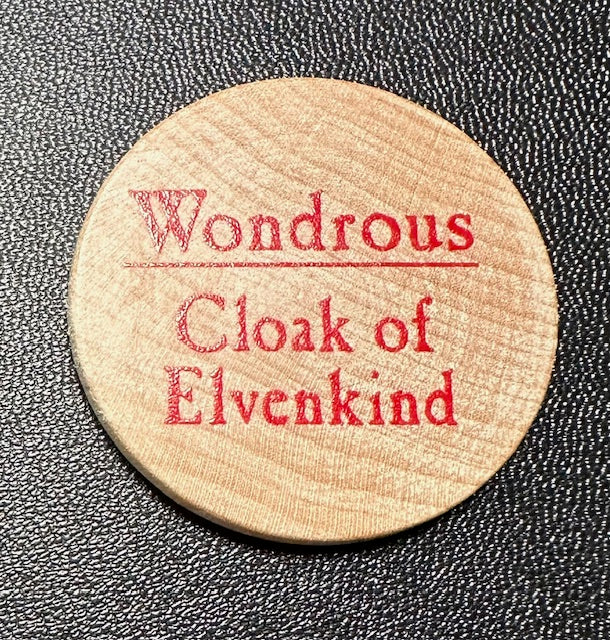 Wondrous
Cloak of
Elvenkind